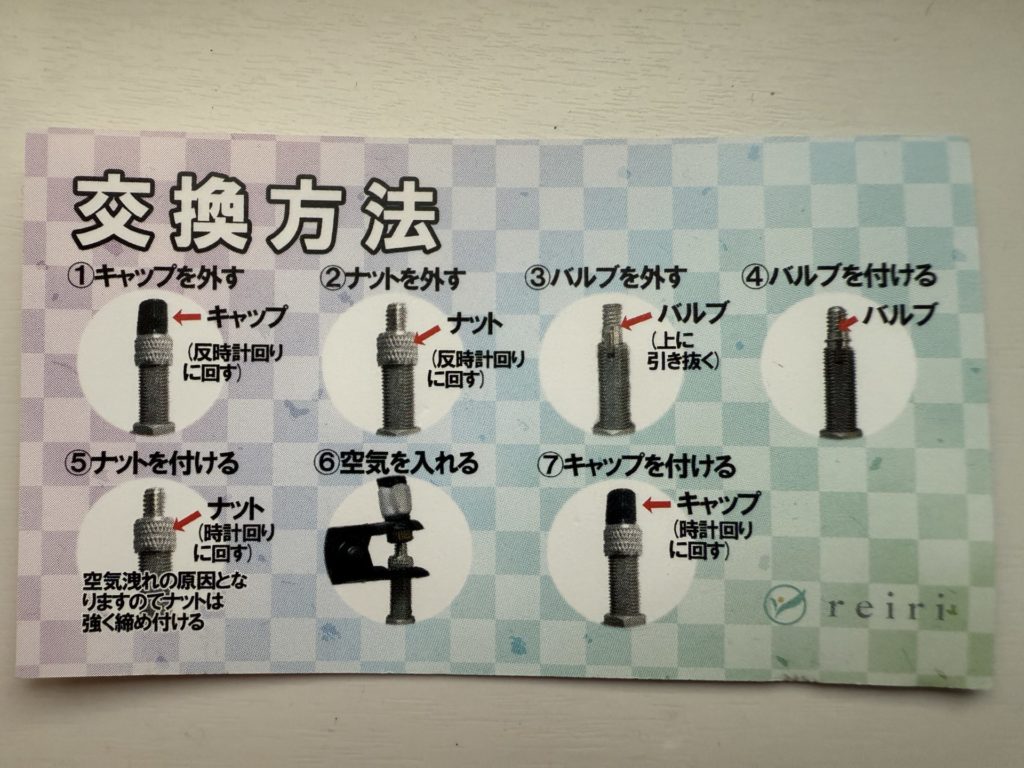 交換方法
①キャップを外す
キャップ
(反時計回り
に回す)
②ナットを外す
ナット
(反時計回り
に回す)
③バルブを外す
バルブ
(上に
引き抜く)
④バルブを付ける
バルブ
⑤ナットを付ける
ナット
(時計回り
に回す)
空気洩れの原因とな
りますのでナットは
強く締め付ける
⑥空気を入れる
⑦キャップを付ける
キャップ
(時計回り
に回す)
reiri